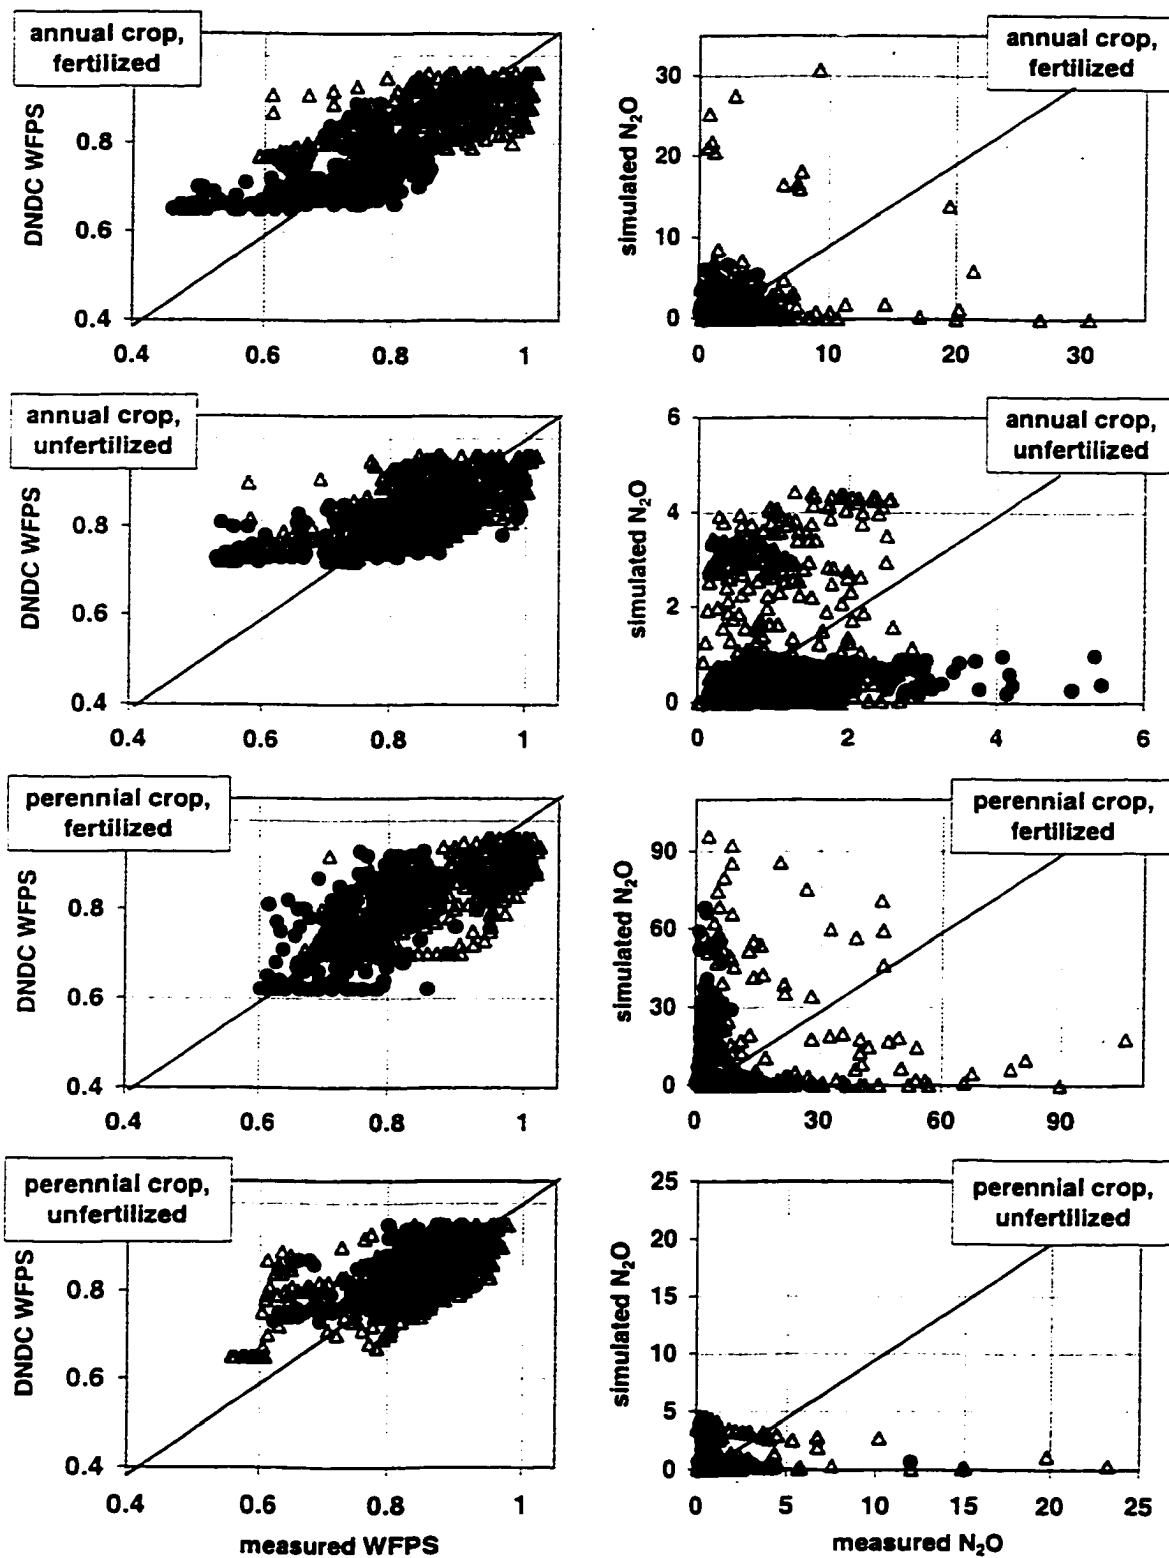 annual crop,
fertilized
DNDC WFPS
0.8
0.6
0.4
0.4
0.6
0.8
1
annual crop,
fertilized
simulated N₂O
30
20
10
0
0
10
20
30
annual crop,
unfertilized
DNDC WFPS
0.8
0.6
0.4
0.4
0.6
0.8
1
annual crop,
unfertilized
simulated N₂O
6
4
2
0
0
2
4
6
perennial crop,
fertilized
DNDC WFPS
0.8
0.6
0.4
0.4
0.6
0.8
1
perennial crop,
fertilized
simulated N₂O
90
60
30
0
0
30
60
90
perennial crop,
unfertilized
DNDC WFPS
0.8
0.6
0.4
0.4
0.6
0.8
1
measured WFPS
perennial crop,
unfertilized
simulated N₂O
25
20
15
10
5
0
0
5
10
15
20
25
measured N₂O